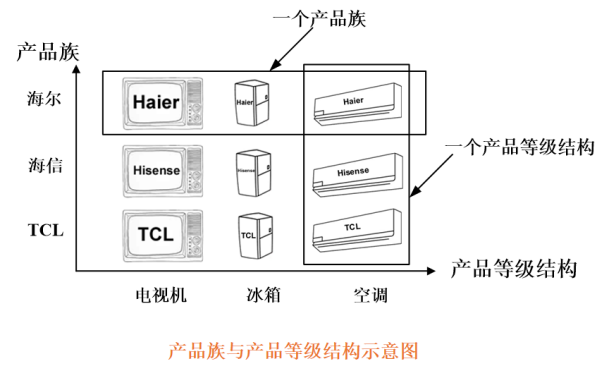 一个产品族
产品族
海尔
Haier
Haier
Haier
一个产品等级结构
海信
Hisense
Hisense
Hisense
TCL
TCL
TCL
TCL
产品等级结构
电视机
冰箱
空调
产品族与产品等级结构示意图